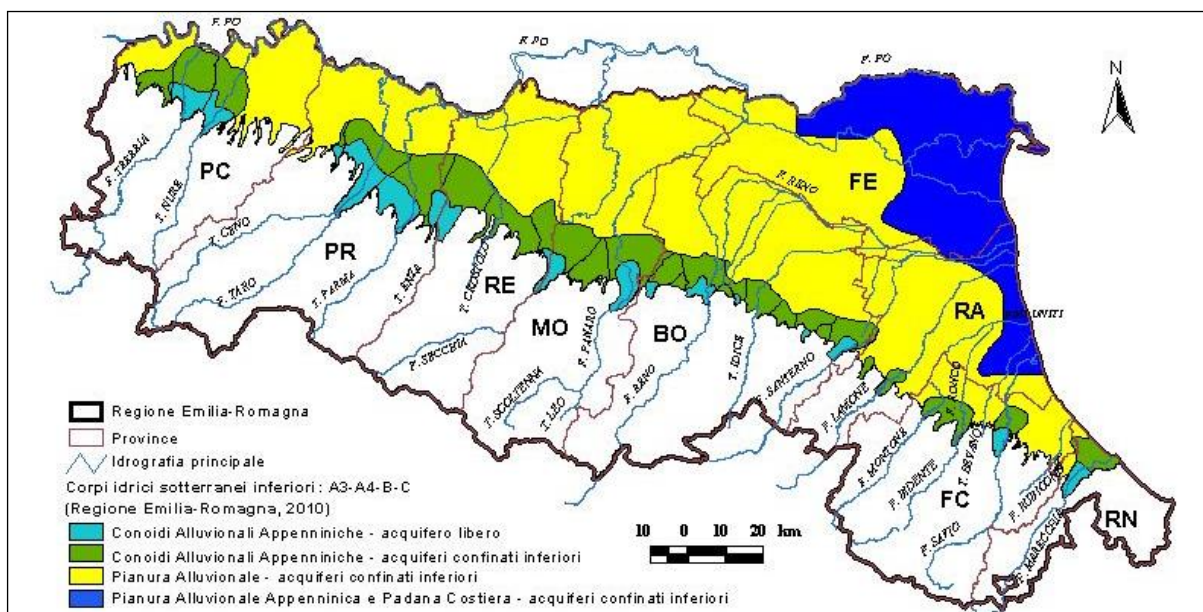 F. PO
F. PO
F. PO
N
F. TREBBIA
PC
T. NURE
T. CENO
F. TARO
PR
T. PARMA
T. ENZA
T. CROSTOLO
RE
F. SECCHIA
MO
T. SCOLTENNA
F. PANARO
T. LEO
BO
F. RENO
T. IDICE
F. RENO
FE
RA
UNITI
F. SANTERNO
F. LAMONE
F. MONTONE
F. BIDENTE
F. RONCO
T. BEVANO
FC
F. SAVIO
F. RUBICONE
F. MARECCHIA
RN
Regione Emilia-Romagna
Province
Idrografia principale
Corpi idrici sotterranei inferiori: A3-A4-B-C
(Regione Emilia-Romagna, 2010)
Conoidi Alluvionali Appenniniche - acquifero libero
Conoidi Alluvionali Appenniniche - acquiferi confinati inferiori
Pianura Alluvionale - acquiferi confinati inferiori
Pianura Alluvionale Appenninica e Padana Costiera - acquiferi confinati inferiori
10 0 10 20 km